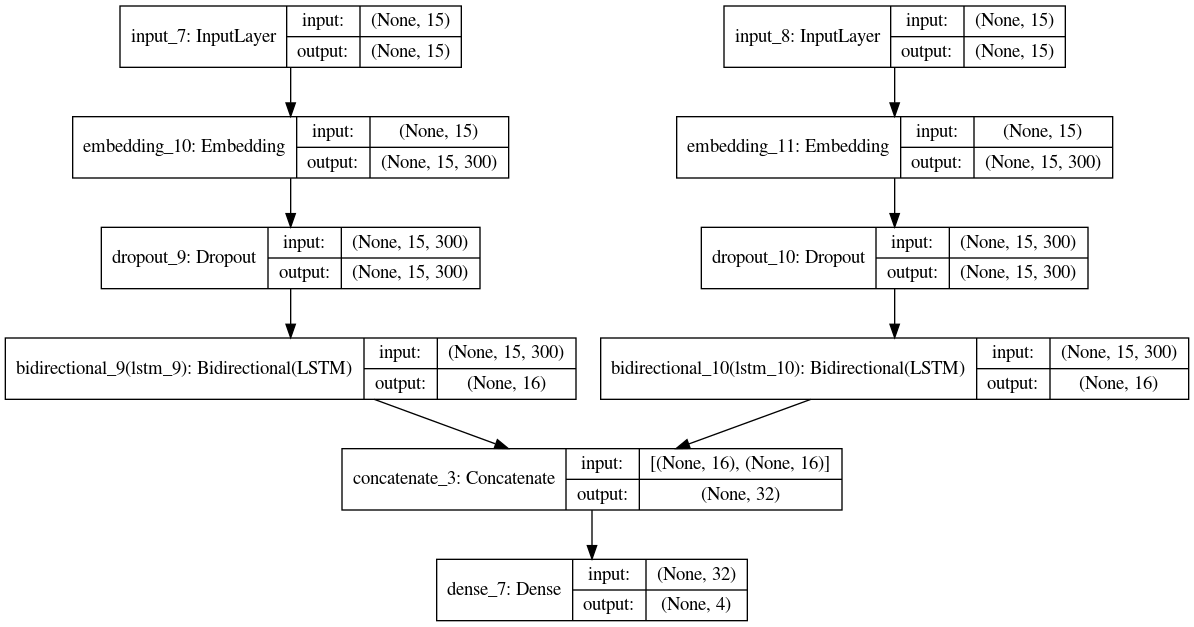 input_7: InputLayer
input: (None, 15)
output: (None, 15)
input_8: InputLayer
input: (None, 15)
output: (None, 15)
embedding_10: Embedding
input: (None, 15)
output: (None, 15, 300)
embedding_11: Embedding
input: (None, 15)
output: (None, 15, 300)
dropout_9: Dropout
input: (None, 15, 300)
output: (None, 15, 300)
dropout_10: Dropout
input: (None, 15, 300)
output: (None, 15, 300)
bidirectional_9(lstm_9): Bidirectional(LSTM)
input: (None, 15, 300)
output: (None, 16)
bidirectional_10(lstm_10): Bidirectional(LSTM)
input: (None, 15, 300)
output: (None, 16)
concatenate_3: Concatenate
input: [(None, 16), (None, 16)]
output: (None, 32)
dense_7: Dense
input: (None, 32)
output: (None, 4)